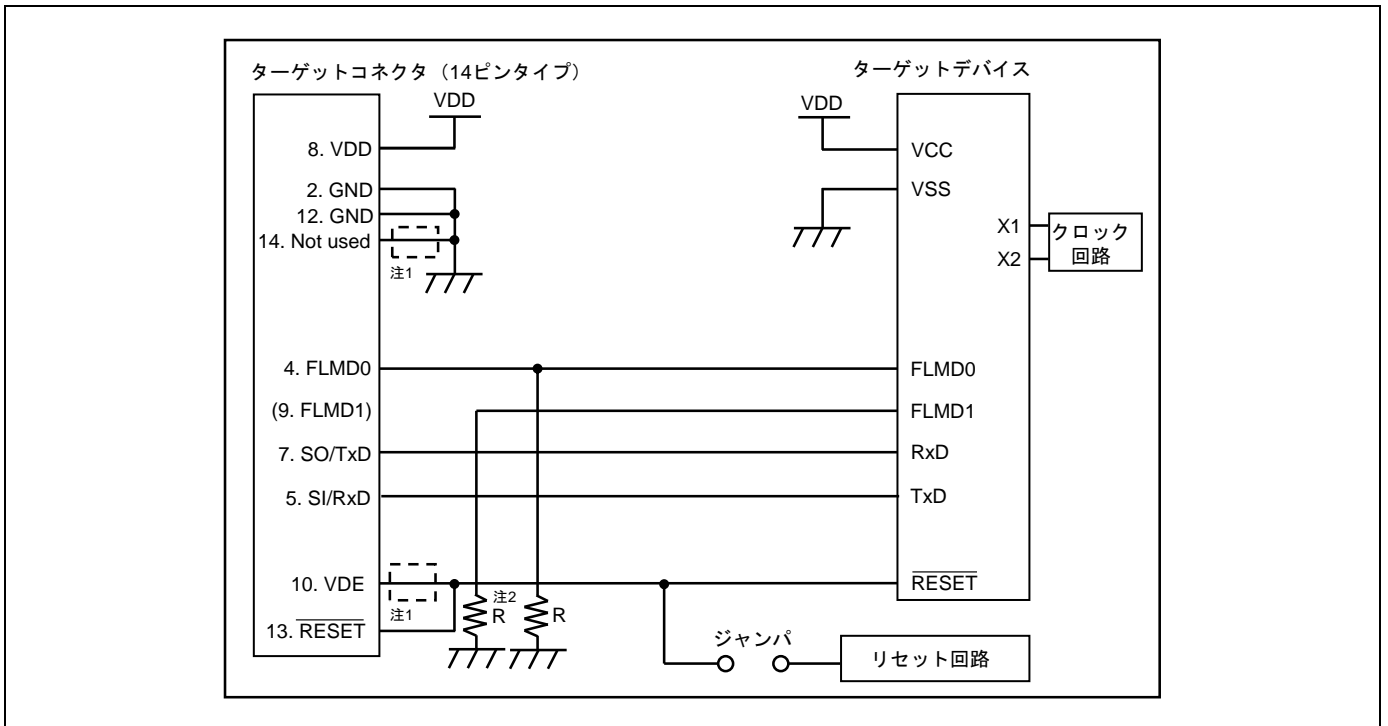 ターゲットコネクタ（14ピンタイプ）
VDD
8. VDD
2. GND
12. GND
14. Not used
注1
4. FLMD0
(9. FLMD1)
7. SO/TxD
5. SI/RxD
10. VDE
注1
13. RESET
注2
R
R
ジャンパ
リセット回路
ターゲットデバイス
VDD
VCC
VSS
X1
X2
クロック
回路
FLMD0
FLMD1
RxD
TxD
RESET